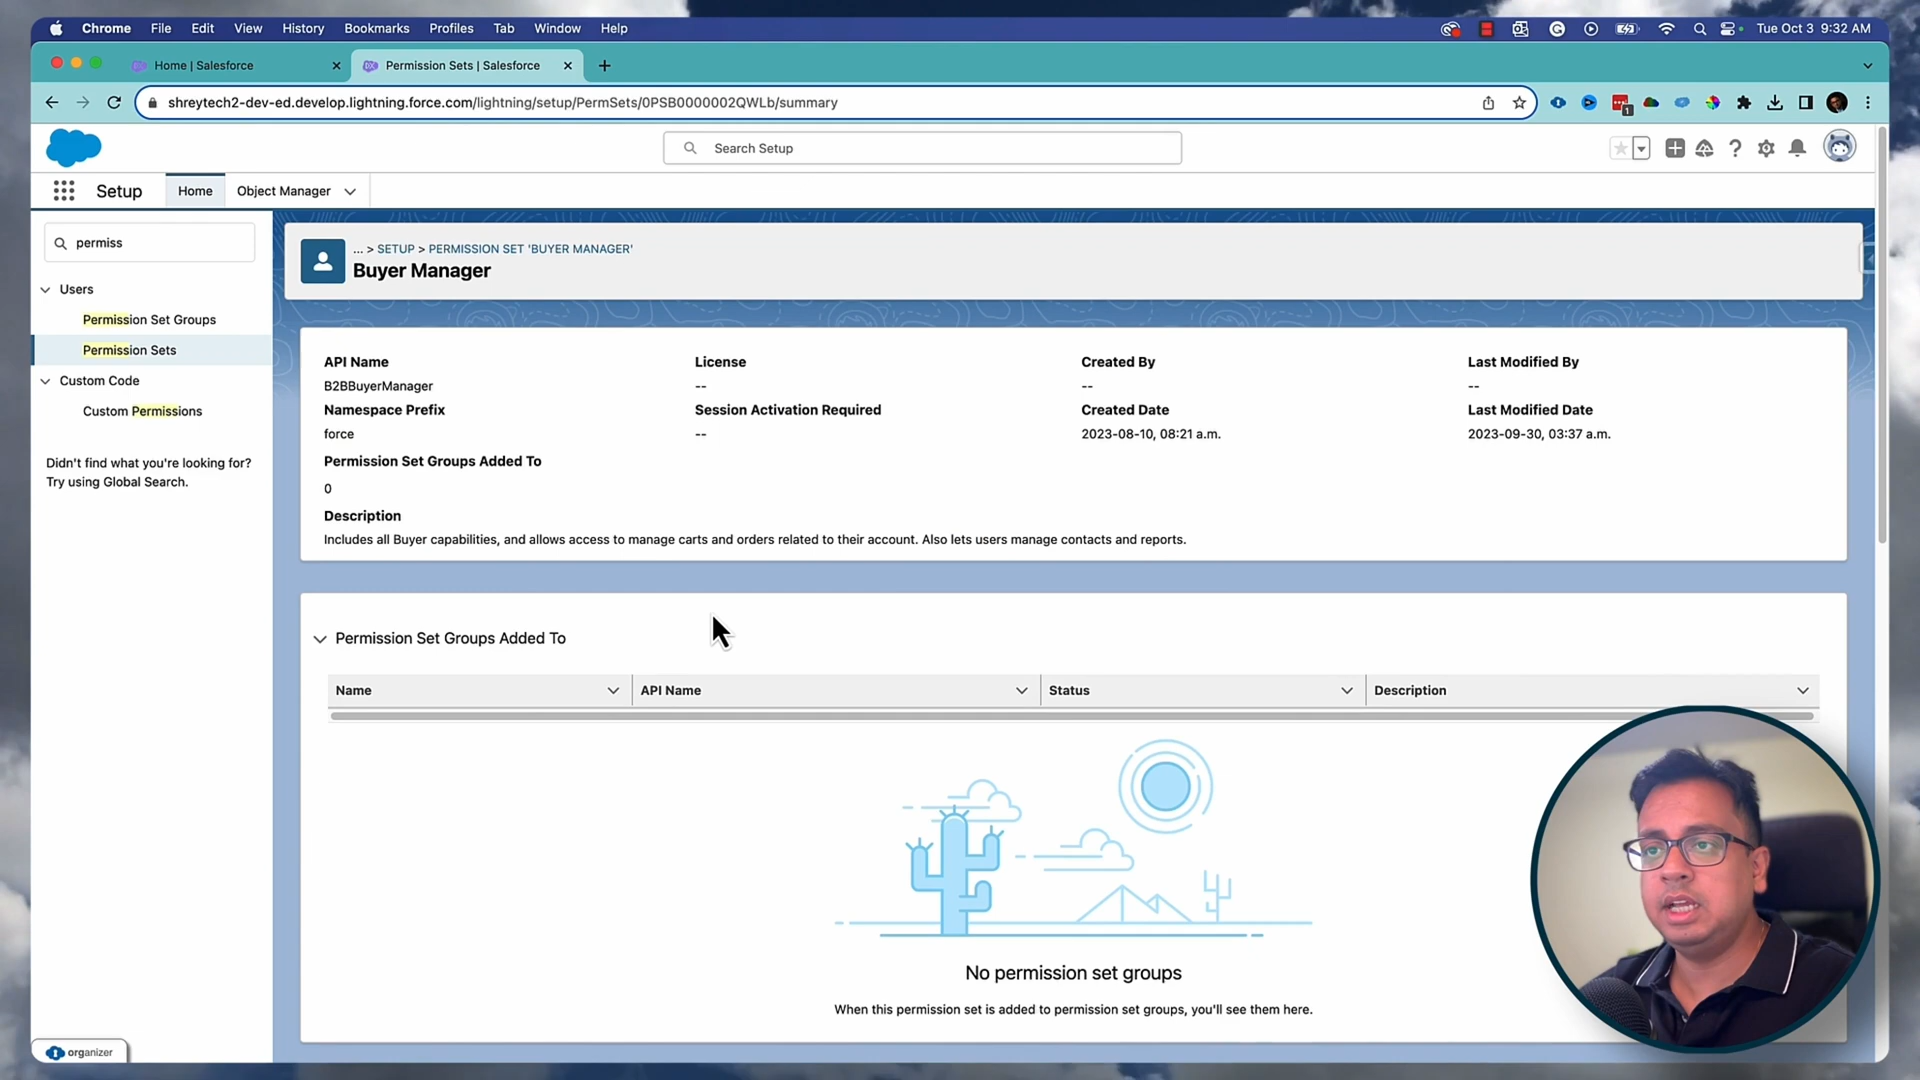 Chrome File Edit View History Bookmarks Profiles Tab Window Help Tue Oct 3 9:32 AM
Home | Salesforce Permission Sets | Salesforce
shreytech2-dev-ed.develop.lightning.force.com/lightning/setup/PermSets/0PSB0000002QWLb/summary
1
Search Setup
Setup Home Object Manager
permiss
Users
Permission Set Groups
Permission Sets
Custom Code
Custom Permissions
Didn't find what you're looking for?
Try using Global Search.
... > SETUP > PERMISSION SET 'BUYER MANAGER'
Buyer Manager
API Name License Created By Last Modified By
B2BBuyerManager -- -- --
Namespace Prefix Session Activation Required Created Date Last Modified Date
force -- 2023-08-10, 08:21 a.m. 2023-09-30, 03:37 a.m.
Permission Set Groups Added To
0
Description
Includes all Buyer capabilities, and allows access to manage carts and orders related to their account. Also lets users manage contacts and reports.
Permission Set Groups Added To
Name API Name Status Description
No permission set groups
When this permission set is added to permission set groups, you'll see them here.
organizer